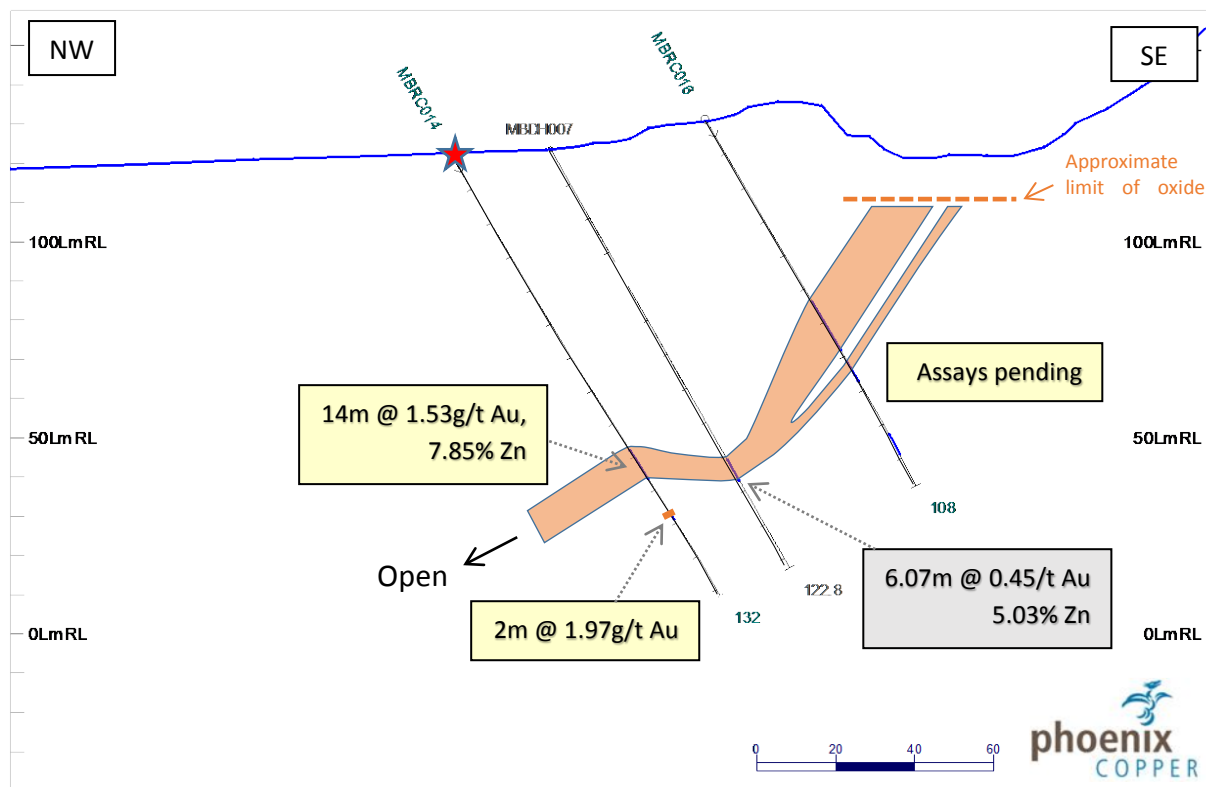 NW
SE
MBRC014
MBDH007
MBRC016
Approximate
limit of oxide
100LmRL
100LmRL
Assays pending
14m @ 1.53g/t Au,
7.85% Zn
50LmRL
50LmRL
108
Open
122.8
6.07m @ 0.45/t Au
5.03% Zn
132
2m @ 1.97g/t Au
0LmRL
0LmRL
0
20
40
60
phoenix
COPPER